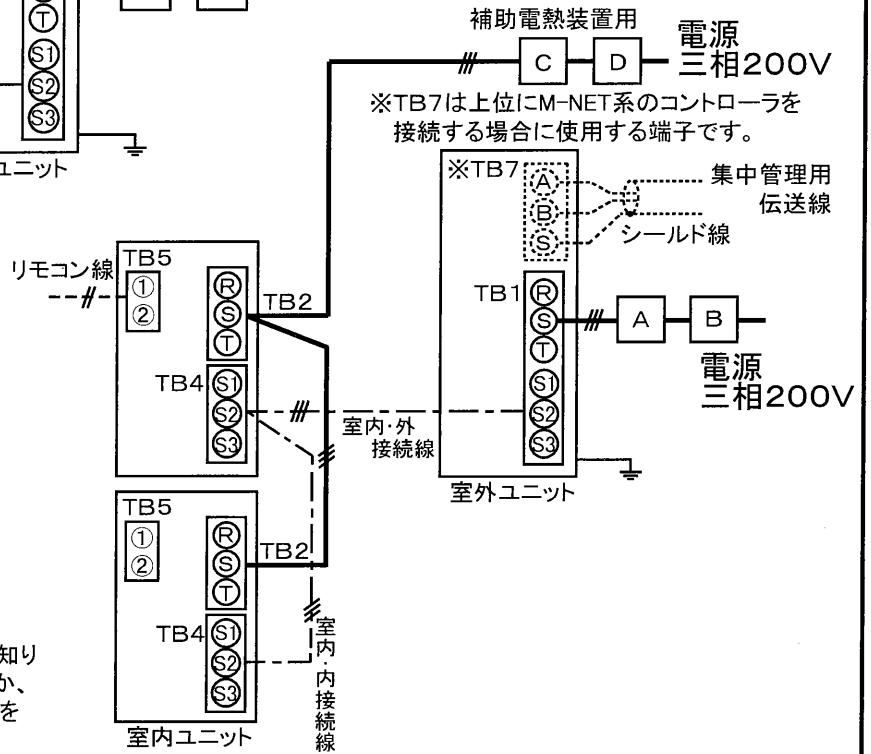 T
S1
S2
S3
ユニット
補助電熱装置用
C D
電源
三相200V
※TB7は上位にM-NET系のコントローラを
接続する場合に使用する端子です。
※TB7
A
B
S
集中管理用
伝送線
シールド線
リモコン線
TB5
①
②
R
S
T
TB2
TB4
S1
S2
S3
室内・外
接続線
TB1
R
S
T
S1
S2
S3
A B
電源
三相200V
室外ユニット
TB5
①
②
R
S
T
TB2
TB4
S1
S2
S3
室内・内接続線
室内ユニット
知り
か、
を